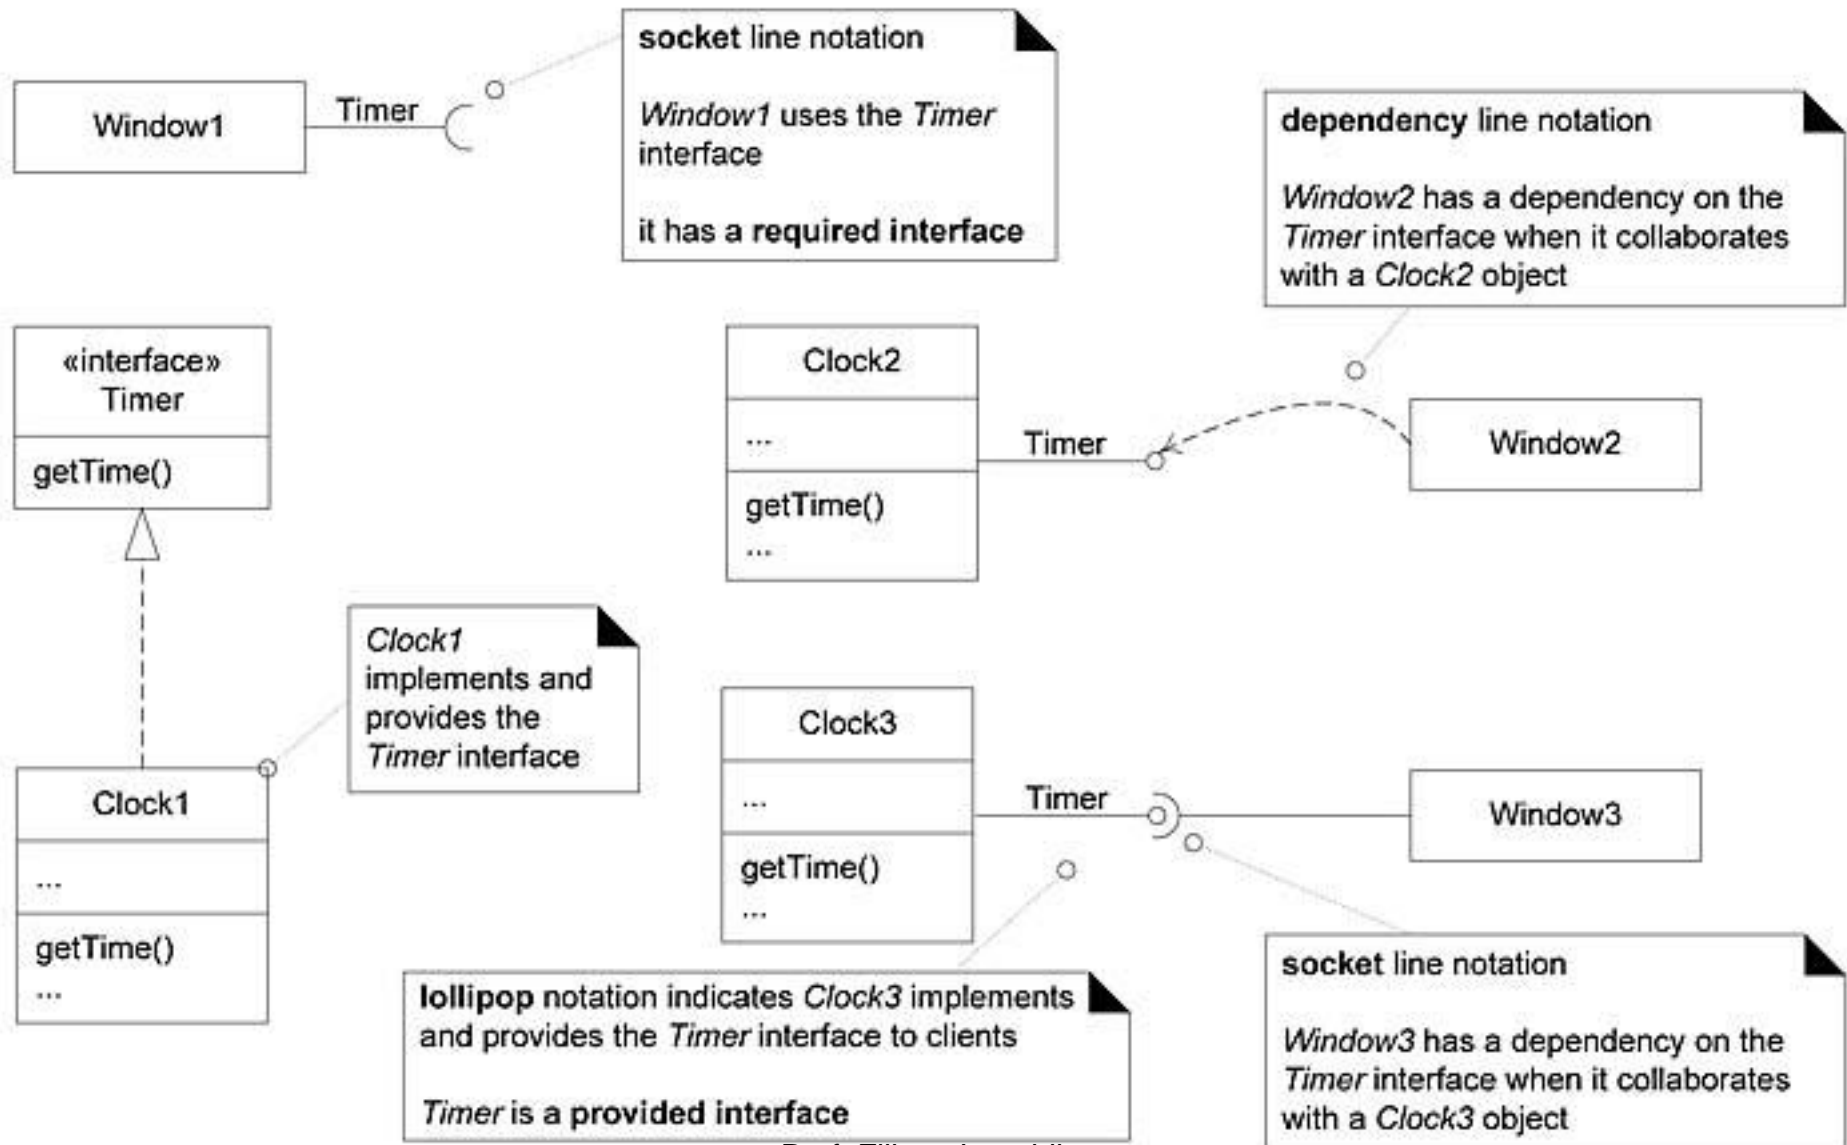 socket line notation
Window1 uses the Timer
interface
it has a required interface
Window1
Timer
dependency line notation
Window2 has a dependency on the
Timer interface when it collaborates
with a Clock2 object
«interface»
Timer
getTime()
Clock2
...
getTime()
...
Timer
Window2
Clock1
implements and
provides the
Timer interface
Clock1
...
getTime()
...
Clock3
...
getTime()
...
Timer
Window3
lollipop notation indicates Clock3 implements
and provides the Timer interface to clients
Timer is a provided interface
socket line notation
Window3 has a dependency on the
Timer interface when it collaborates
with a Clock3 object